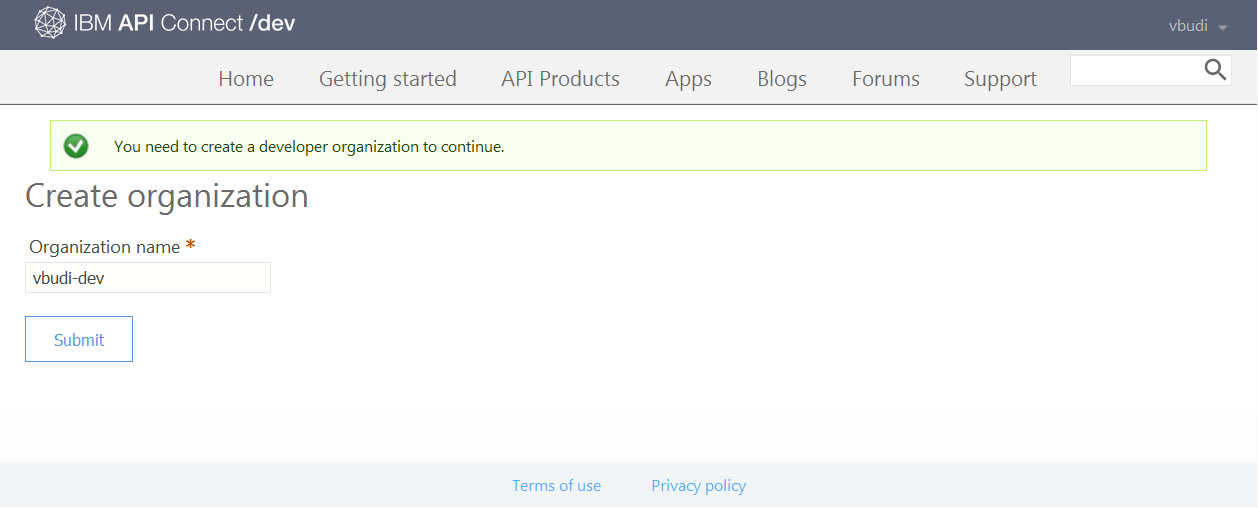 IBM API Connect /dev
vbudi
Home Getting started API Products Apps Blogs Forums Support
You need to create a developer organization to continue.
Create organization
Organization name *
vbudi-dev
Submit
Terms of use Privacy policy